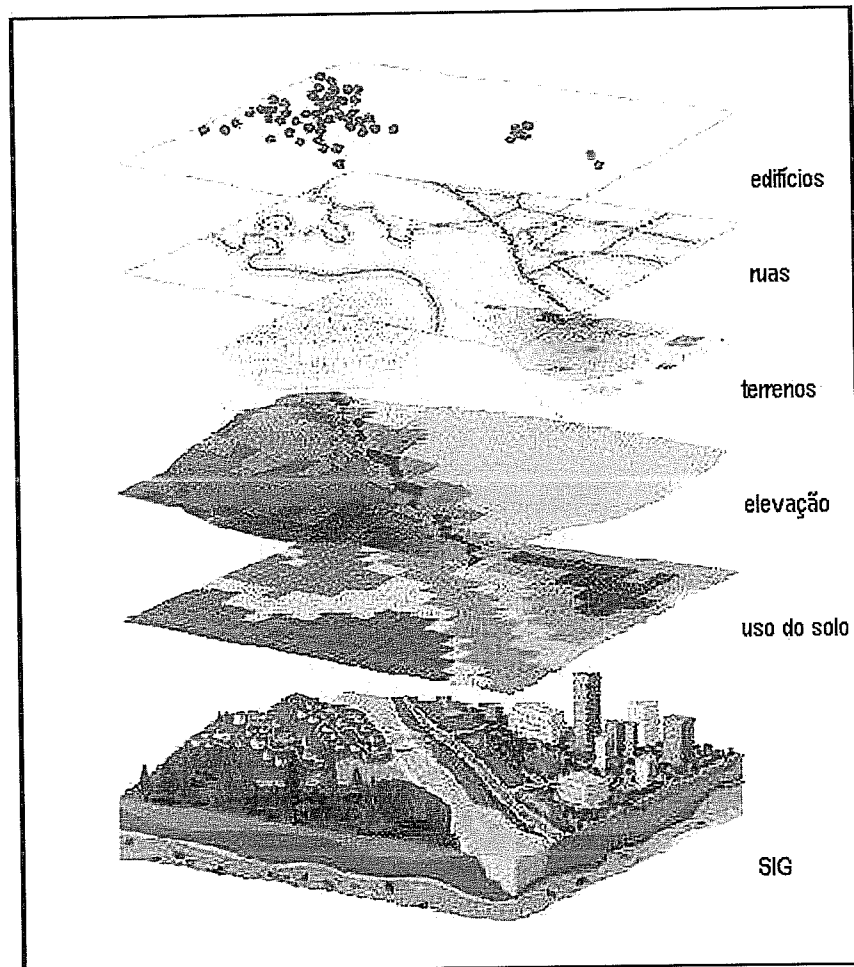 edifícios
ruas
terrenos
elevação
uso do solo
SIG